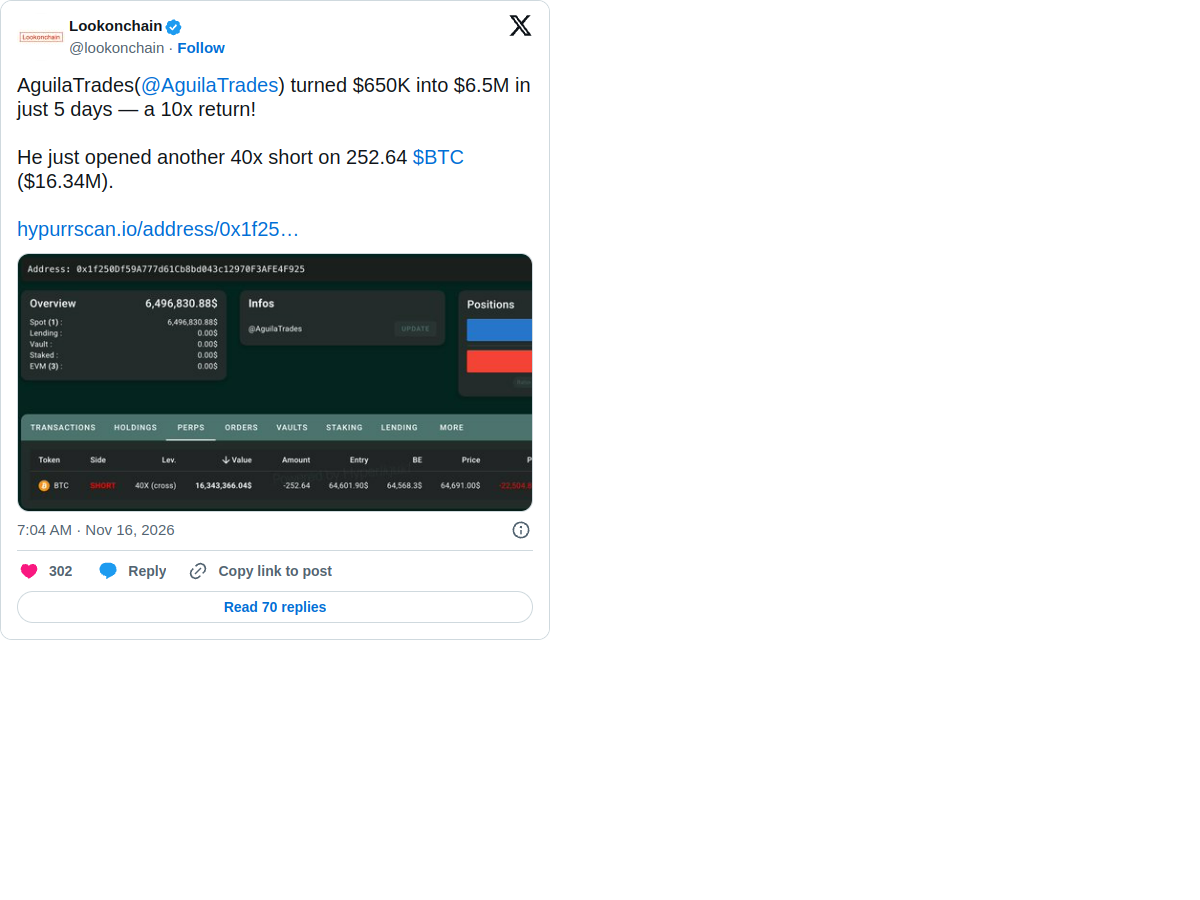 Lookonchain
Lookonchain
@lookonchain · Follow
AguilaTrades(@AguilaTrades) turned $650K into $6.5M in
just 5 days — a 10x return!
He just opened another 40x short on 252.64 $BTC
($16.34M).
hypurrscan.io/address/0x1f25…
Address: 0x1f250Df59A777d61Cb8bd043c12970F3AFE4F925
Overview 6,496,830.88$
Spot (1) : 6,496,830.88$
Lending : 0.00$
Vault : 0.00$
Staked : 0.00$
EVM (3) : 0.00$
Infos
@AguilaTrades UPDATE
Positions
TRANSACTIONS HOLDINGS PERPS ORDERS VAULTS STAKING LENDING MORE
Token Side Lev. ↓ Value Amount Entry BE Price P
BTC SHORT 40X (cross) 16,343,366.04$ -252.64 64,601.90$ 64,568.3$ 64,691.00$ -22,504.8
7:04 AM · Nov 16, 2026
302 Reply Copy link to post
Read 70 replies